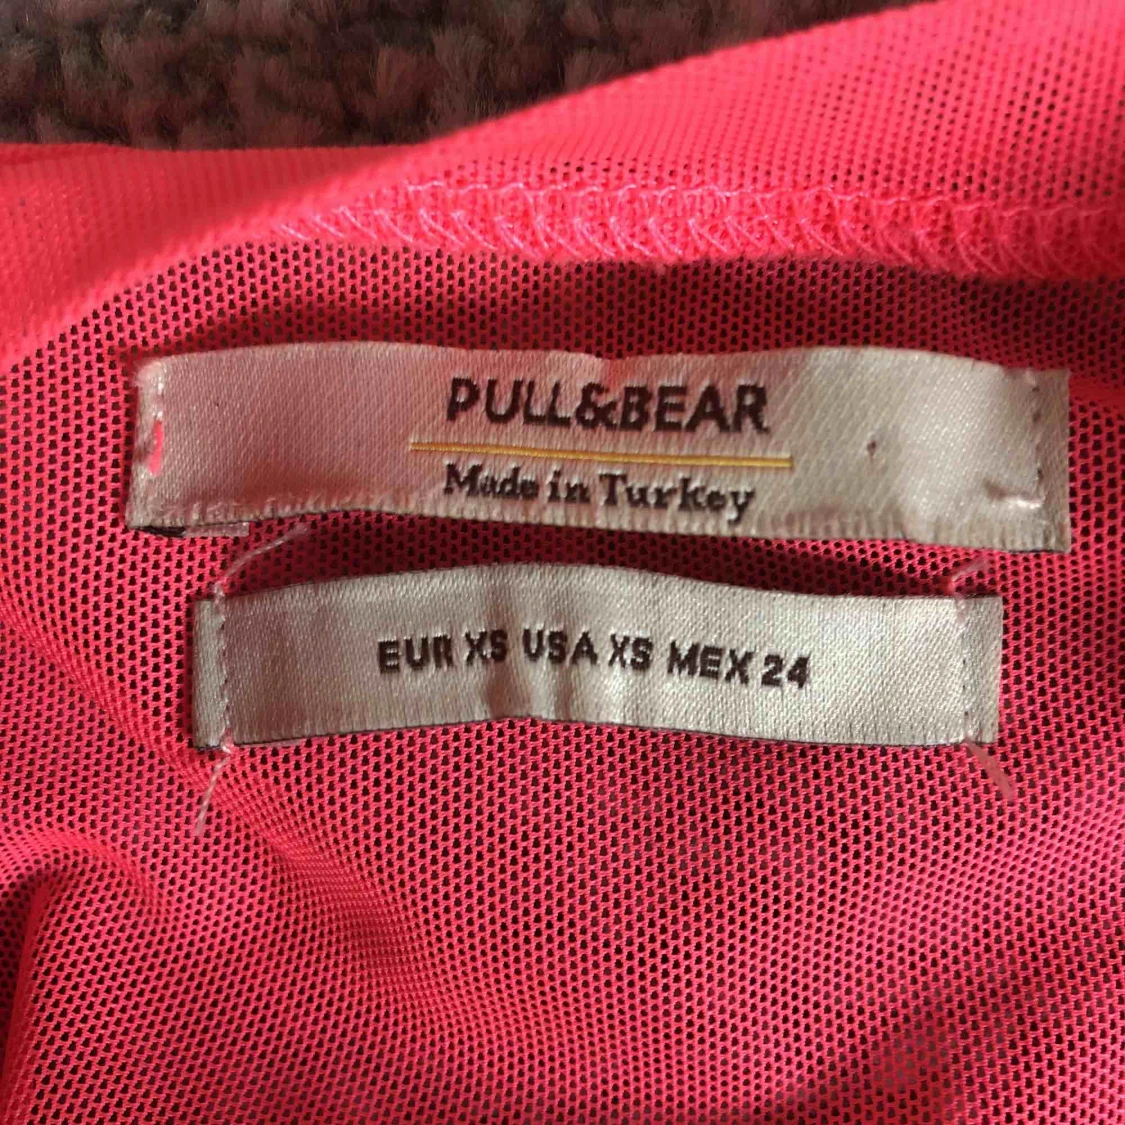 PULL&BEAR
Made in Turkey
EUR XS USA XS MEX 24